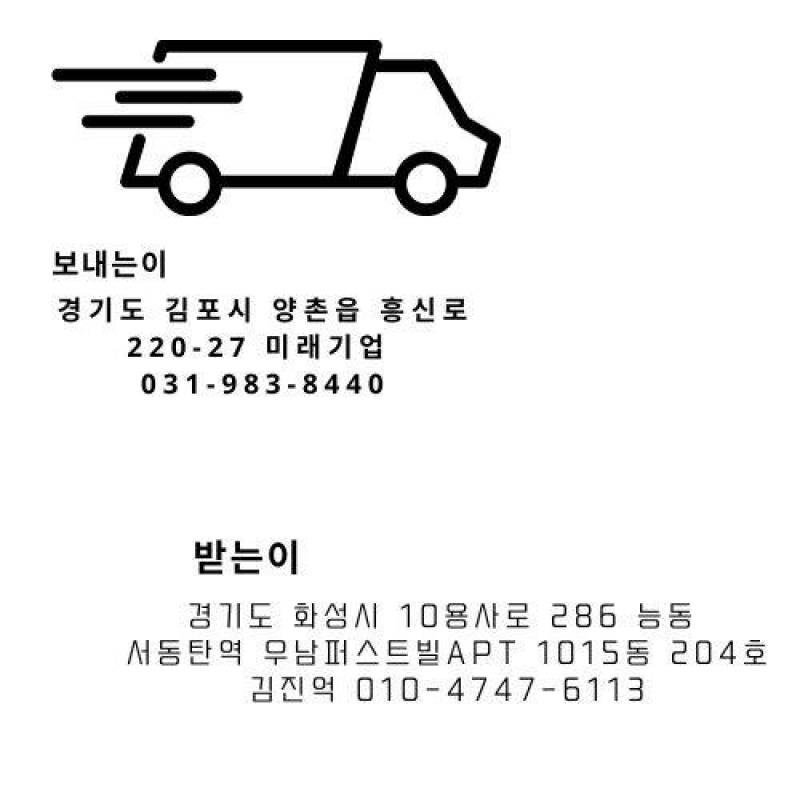 보내는이
경기도 김포시 양촌읍 흥신로
220-27 미래기업
031-983-8440
받는이
경기도 화성시 10용사로 286 능동
서동탄역 우남퍼스트빌APT 1015동 204호
김진억 010-4747-6113